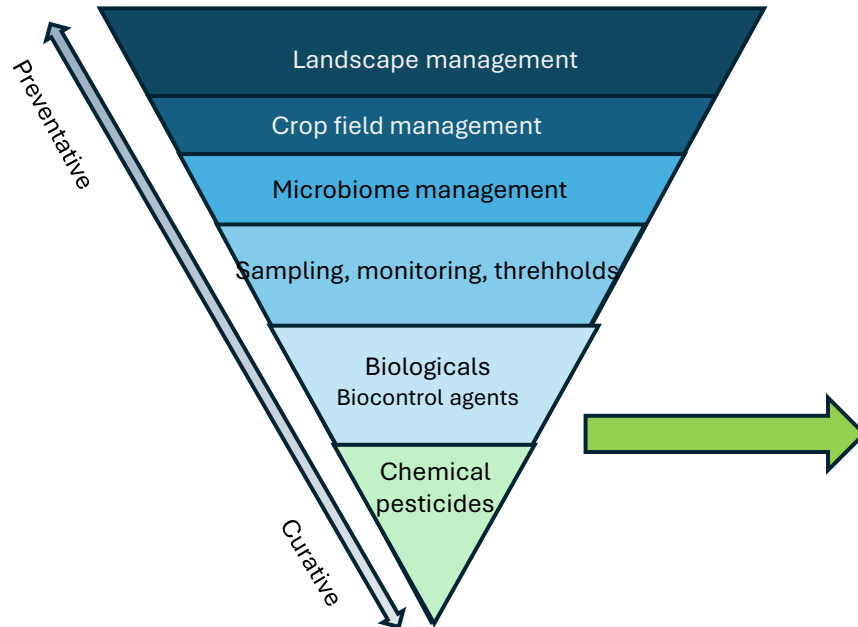 Landscape management
Preventative
Crop field management
Microbiome management
Sampling, monitoring, threhholds
Biologicals
Biocontrol agents
Chemical
pesticides
Curative